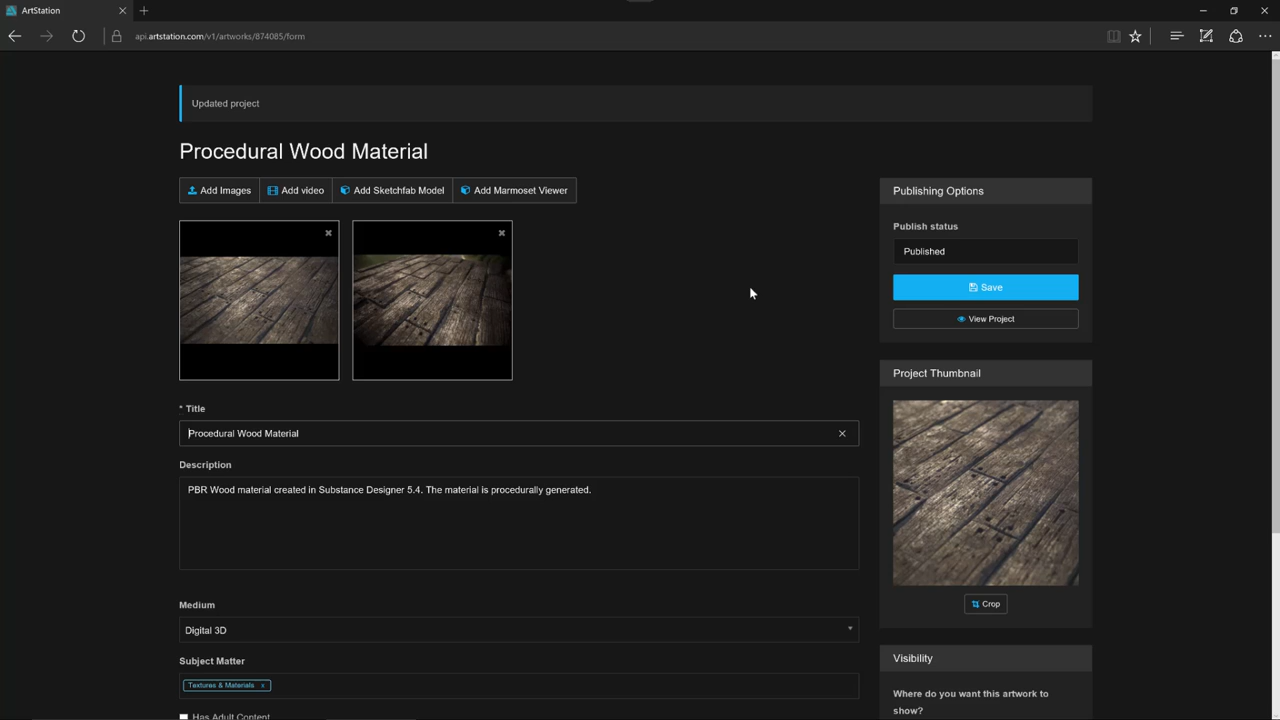 ArtStation
api.artstation.com/v1/artworks/874085/form
Updated project
Procedural Wood Material
Add Images
Add video
Add Sketchfab Model
Add Marmoset Viewer
Publishing Options
Publish status
Published
Save
View Project
Project Thumbnail
Crop
* Title
Procedural Wood Material
Description
PBR Wood material created in Substance Designer 5.4. The material is procedurally generated.
Medium
Digital 3D
Subject Matter
Textures & Materials x
Has Adult Content
Visibility
Where do you want this artwork to
show?